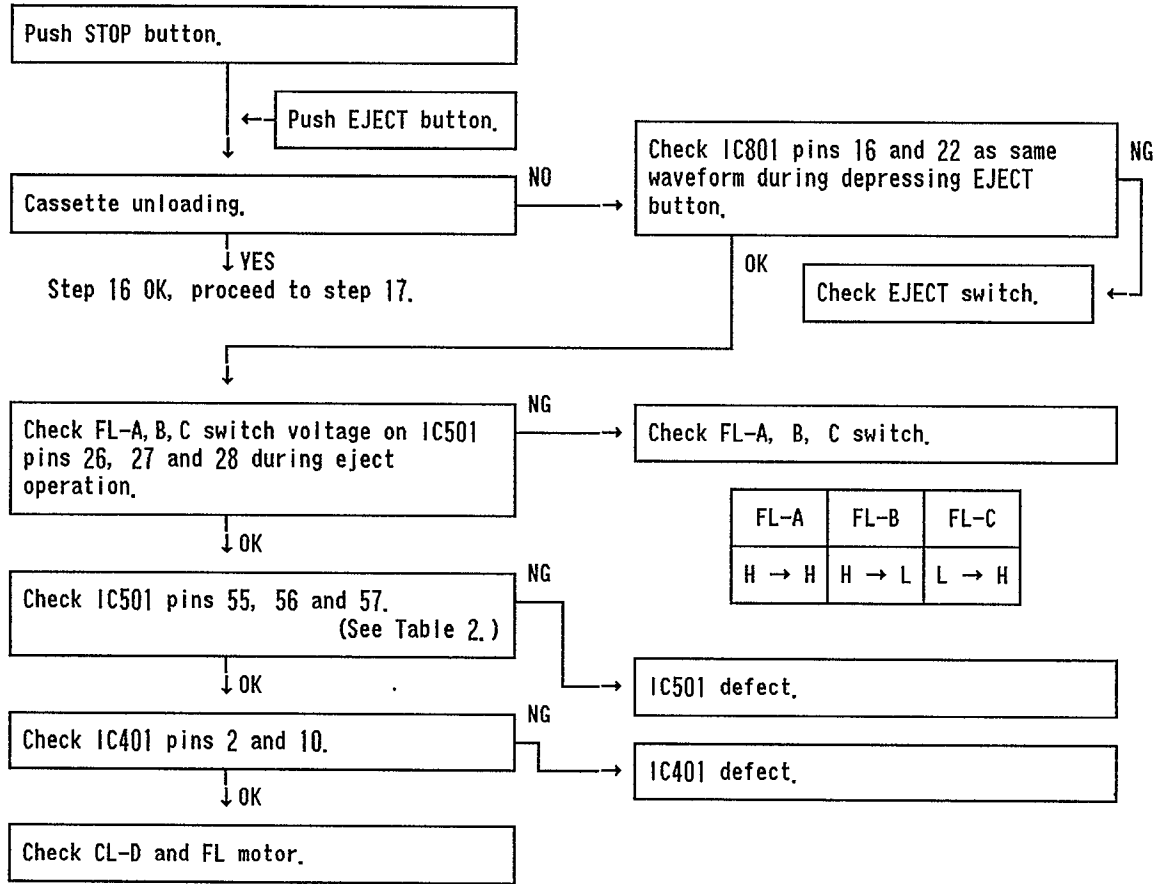 Push STOP button.
Push EJECT button.
Cassette unloading.
NO
Check IC801 pins 16 and 22 as same
waveform during depressing EJECT
button.
NG
YES
Step 16 OK, proceed to step 17.
OK
Check EJECT switch.
Check FL-A, B, C switch voltage on IC501
pins 26, 27 and 28 during eject
operation.
NG
Check FL-A, B, C switch.
FL-A FL-B FL-C
H → H H → L L → H
OK
Check IC501 pins 55, 56 and 57.
(See Table 2.)
NG
IC501 defect.
OK
Check IC401 pins 2 and 10.
NG
IC401 defect.
OK
Check CL-D and FL motor.